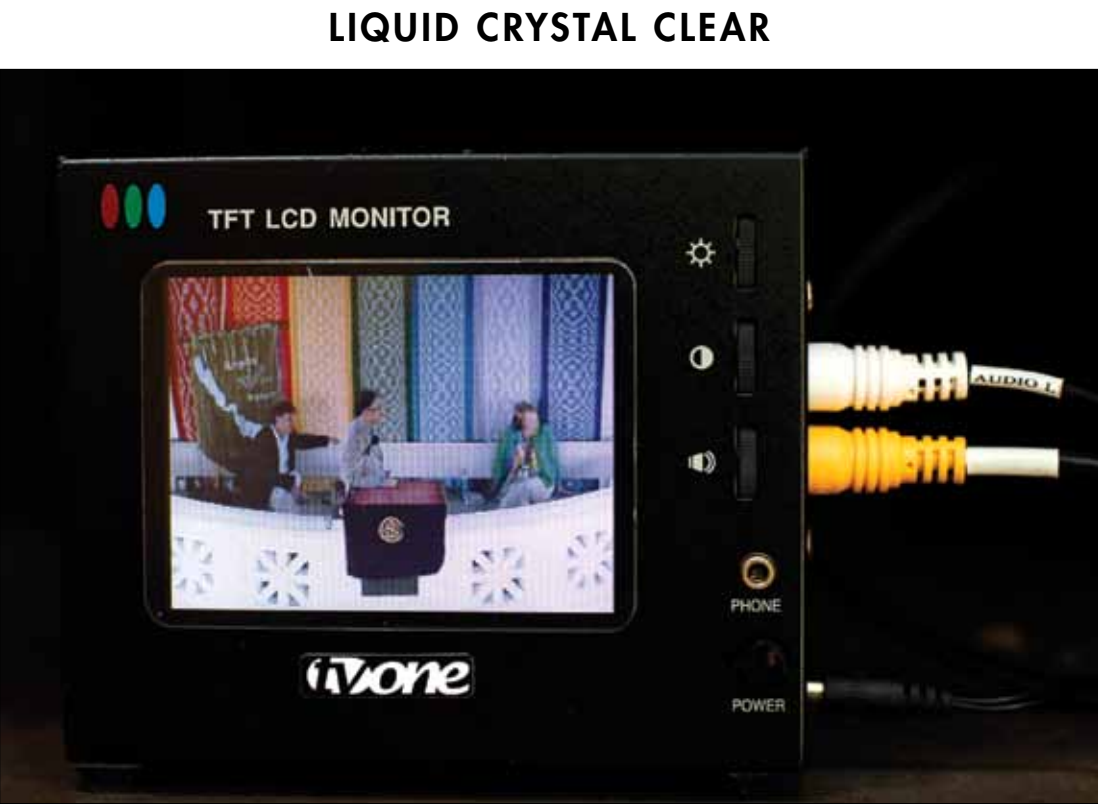 LIQUID CRYSTAL CLEAR
TFT LCD MONITOR
AUDIO L
PHONE
tvone
POWER